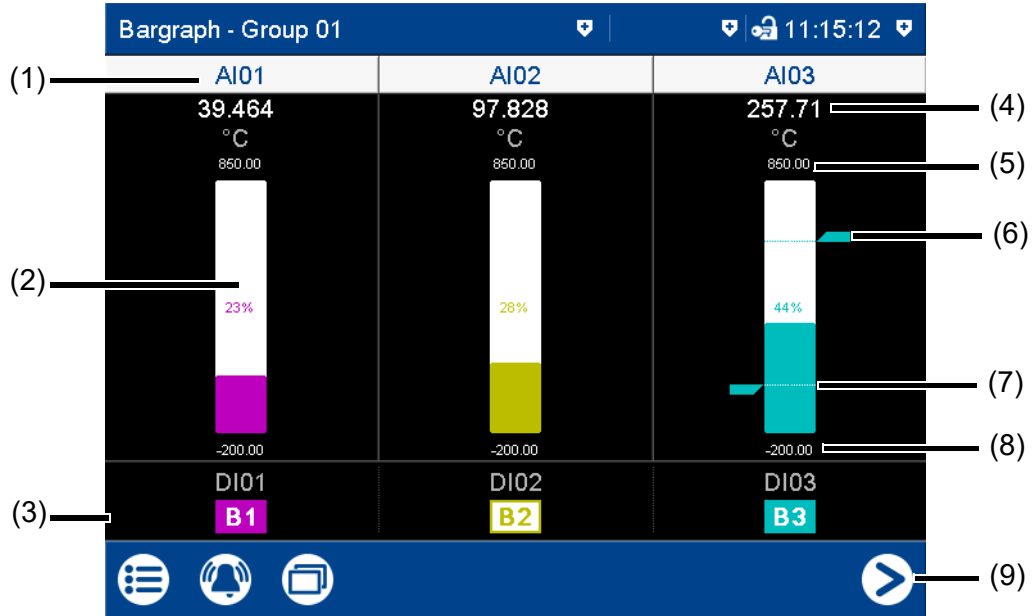 Bargraph - Group 01 11:15:12
(1) AI01 AI02 AI03
39.464 97.828 257.71 (4)
°C °C °C
850.00 850.00 850.00 (5)
(6)
(2)
23% 28% 44%
(7)
-200.00 -200.00 -200.00 (8)
DI01 DI02 DI03
(3) B1 B2 B3
(9)